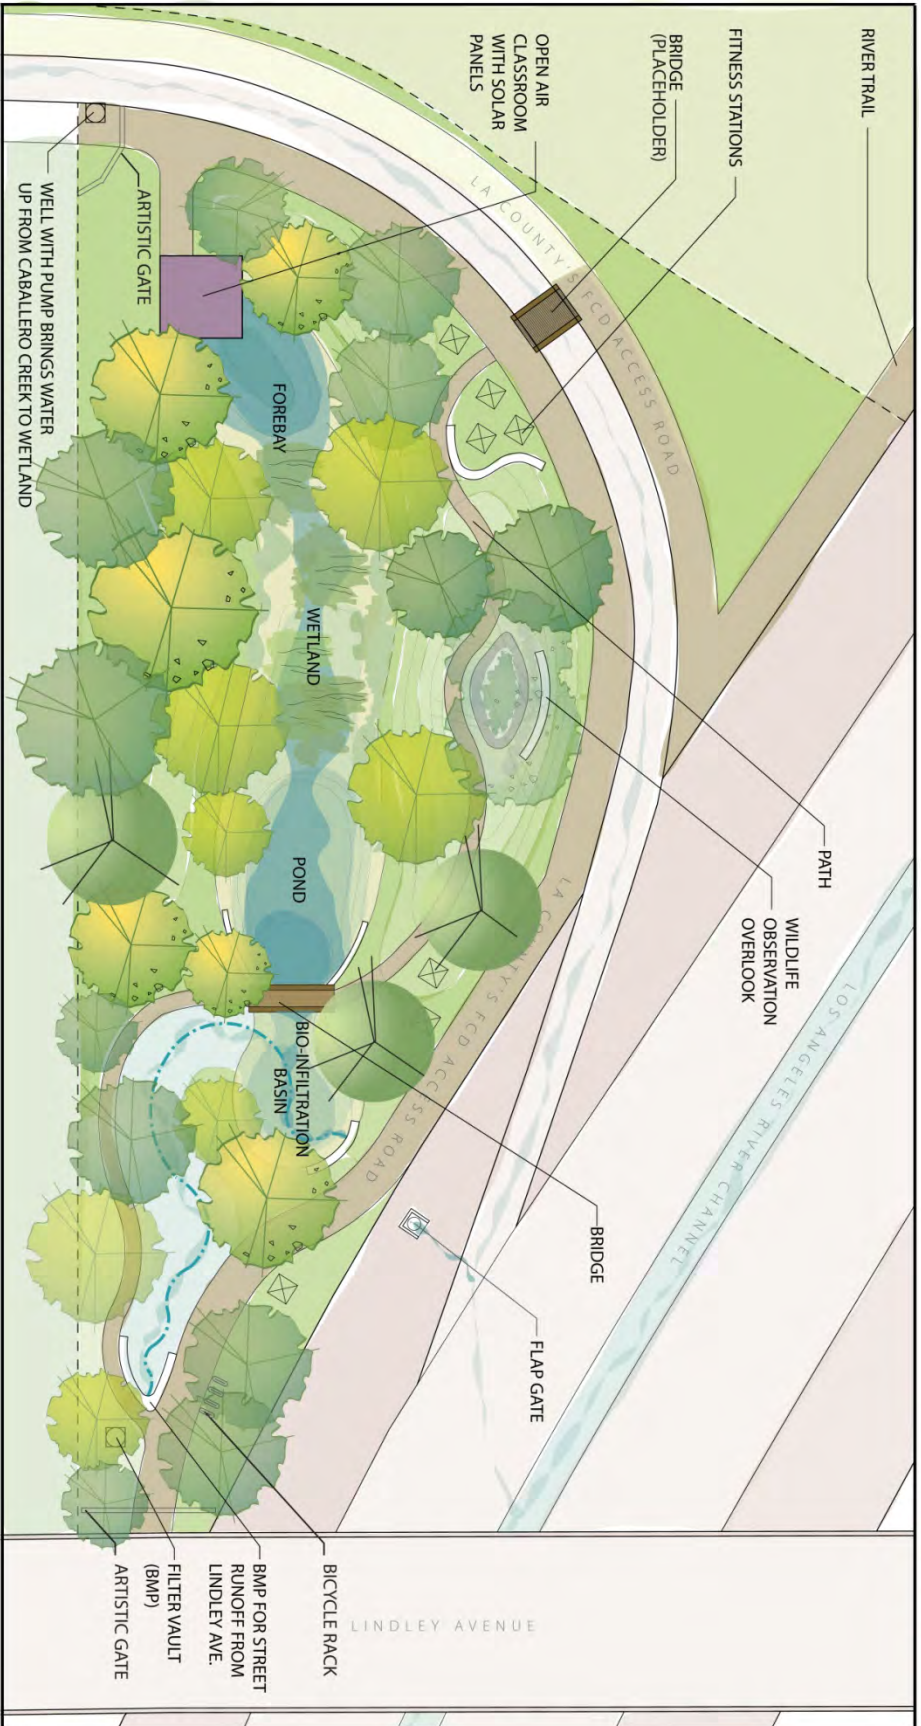 RIVER TRAIL
FITNESS STATIONS
BRIDGE
(PLACEHOLDER)
OPEN AIR
CLASSROOM
WITH SOLAR
PANELS
LA COUNTY'S FCD ACCESS ROAD
ARTISTIC GATE
WELL WITH PUMP BRINGS WATER
UP FROM CABALLERO CREEK TO WETLAND
FOREBAY
WETLAND
POND
BIO-INFILTRATION
BASIN
PATH
WILDLIFE
OBSERVATION
OVERLOOK
LOS ANGELES RIVER CHANNEL
LA COUNTY'S FCD ACCESS ROAD
BRIDGE
FLAP GATE
BICYCLE RACK
BMP FOR STREET
RUNOFF FROM
LINDLEY AVE.
FILTER VAULT
(BMP)
ARTISTIC GATE
LINDLEY AVENUE